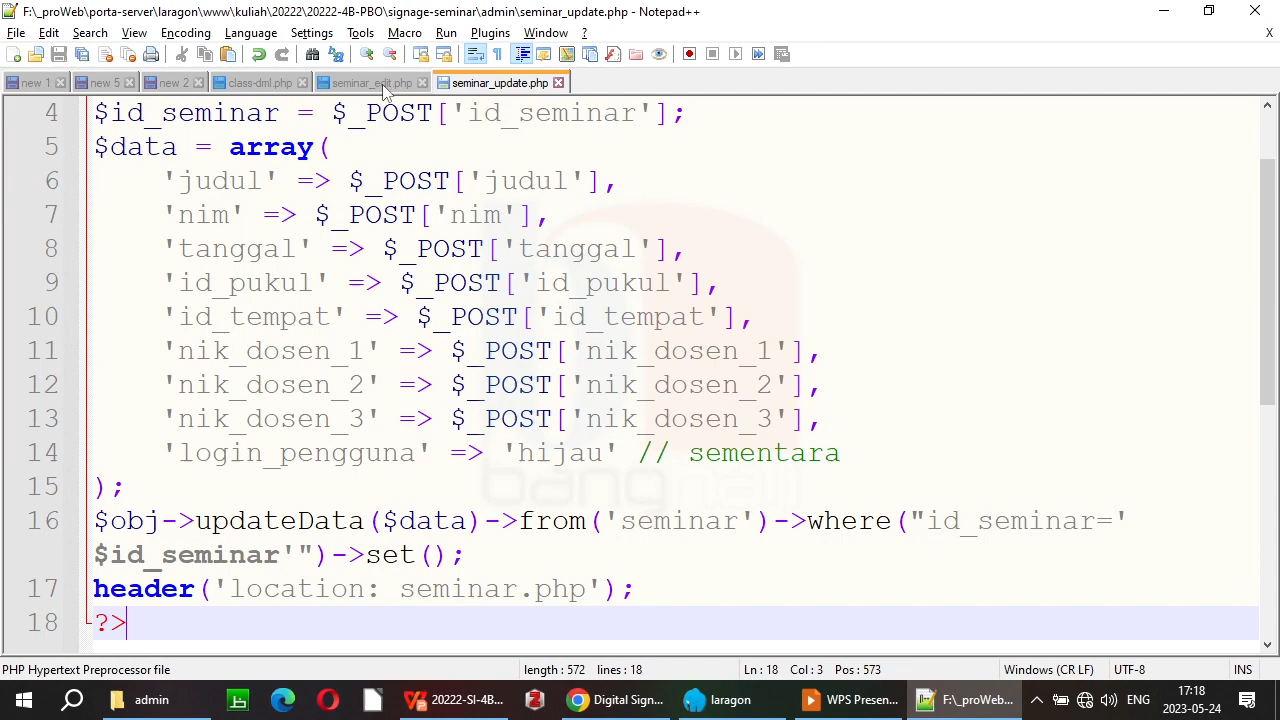 F:\_proWeb\porta-server\laragon\www\kuliah\20222\20222-4B-PBO\signage-seminar\admin\seminar_update.php - Notepad++
File Edit Search View Encoding Language Settings Tools Macro Run Plugins Window ? X
new 1 new 5 new 2 class-dml.php seminar_edit.php seminar_update.php
4 $id_seminar = $_POST['id_seminar'];
5 $data = array(
6 'judul' => $_POST['judul'],
7 'nim' => $_POST['nim'],
8 'tanggal' => $_POST['tanggal'],
9 'id_pukul' => $_POST['id_pukul'],
10 'id_tempat' => $_POST['id_tempat'],
11 'nik_dosen_1' => $_POST['nik_dosen_1'],
12 'nik_dosen_2' => $_POST['nik_dosen_2'],
13 'nik_dosen_3' => $_POST['nik_dosen_3'],
14 'login_pengguna' => 'hijau' // sementara
15 );
16 $obj->updateData($data)->from('seminar')->where("id_seminar='
$id_seminar'")->set();
17 header('location: seminar.php');
18 ?>
PHP Hypertext Preprocessor file length : 572 lines : 18 Ln : 18 Col : 3 Pos : 573 Windows (CR LF) UTF-8 INS
admin 20222-SI-4B... Digital Sign... laragon WPS Presen... F:\_proWeb... ENG 17:18
2023-05-24